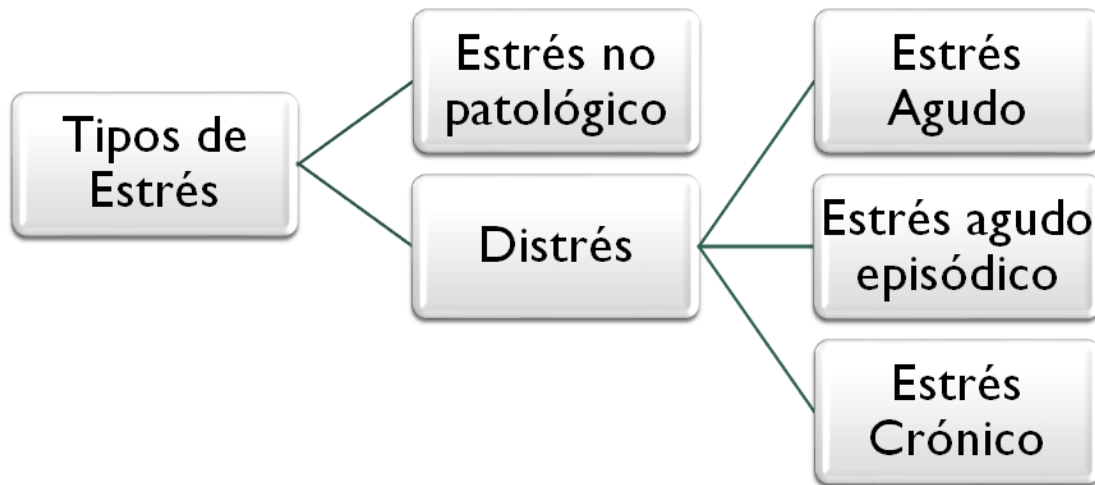 Tipos de
Estrés
Estrés no
patológico
Distrés
Estrés
Agudo
Estrés agudo
episódico
Estrés
Crónico